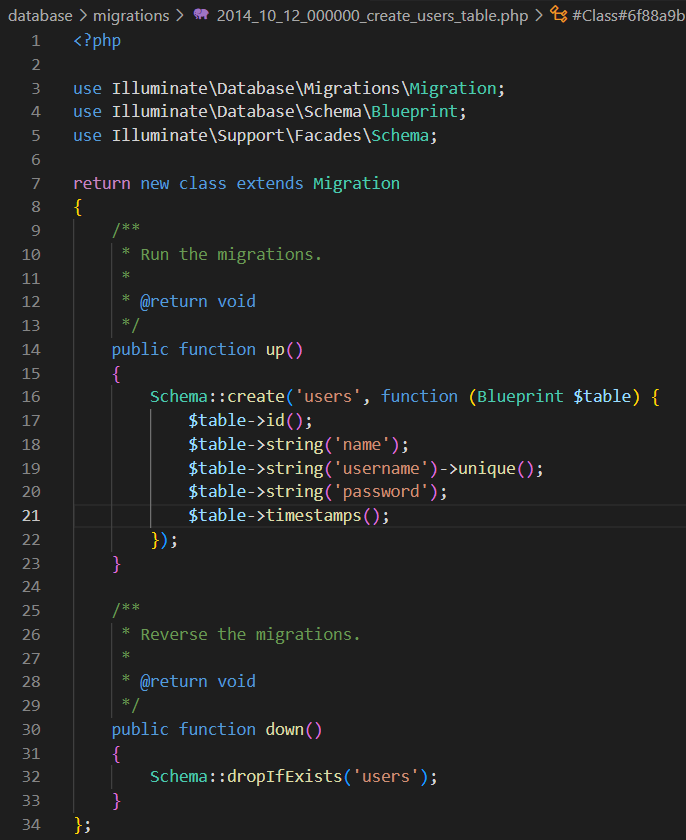 database > migrations > 2014_10_12_000000_create_users_table.php > #Class#6f88a9b
1 <?php
2
3 use Illuminate\Database\Migrations\Migration;
4 use Illuminate\Database\Schema\Blueprint;
5 use Illuminate\Support\Facades\Schema;
6
7 return new class extends Migration
8 {
9     /**
10      * Run the migrations.
11      *
12      * @return void
13      */
14     public function up()
15     {
16         Schema::create('users', function (Blueprint $table) {
17             $table->id();
18             $table->string('name');
19             $table->string('username')->unique();
20             $table->string('password');
21             $table->timestamps();
22         });
23     }
24
25     /**
26      * Reverse the migrations.
27      *
28      * @return void
29      */
30     public function down()
31     {
32         Schema::dropIfExists('users');
33     }
34 };